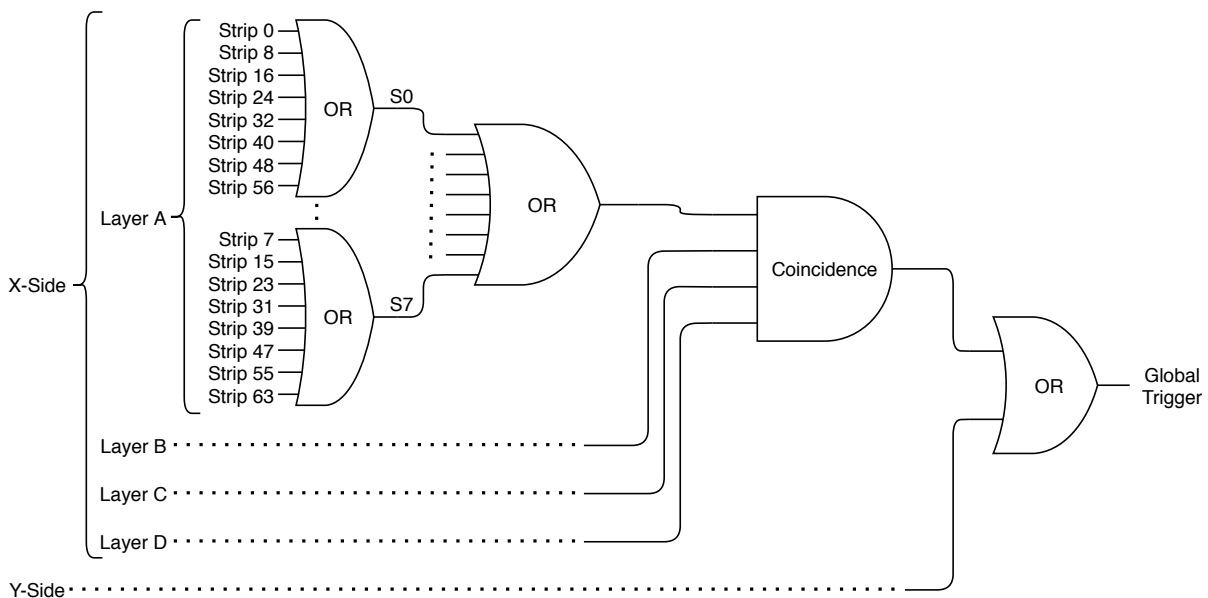 Strip 0
Strip 8
Strip 16
Strip 24
Strip 32
Strip 40
Strip 48
Strip 56
OR
S0
OR
Layer A
Strip 7
Strip 15
Strip 23
Strip 31
Strip 39
Strip 47
Strip 55
Strip 63
OR
S7
X-Side
Coincidence
OR
Global
Trigger
Layer B
Layer C
Layer D
Y-Side